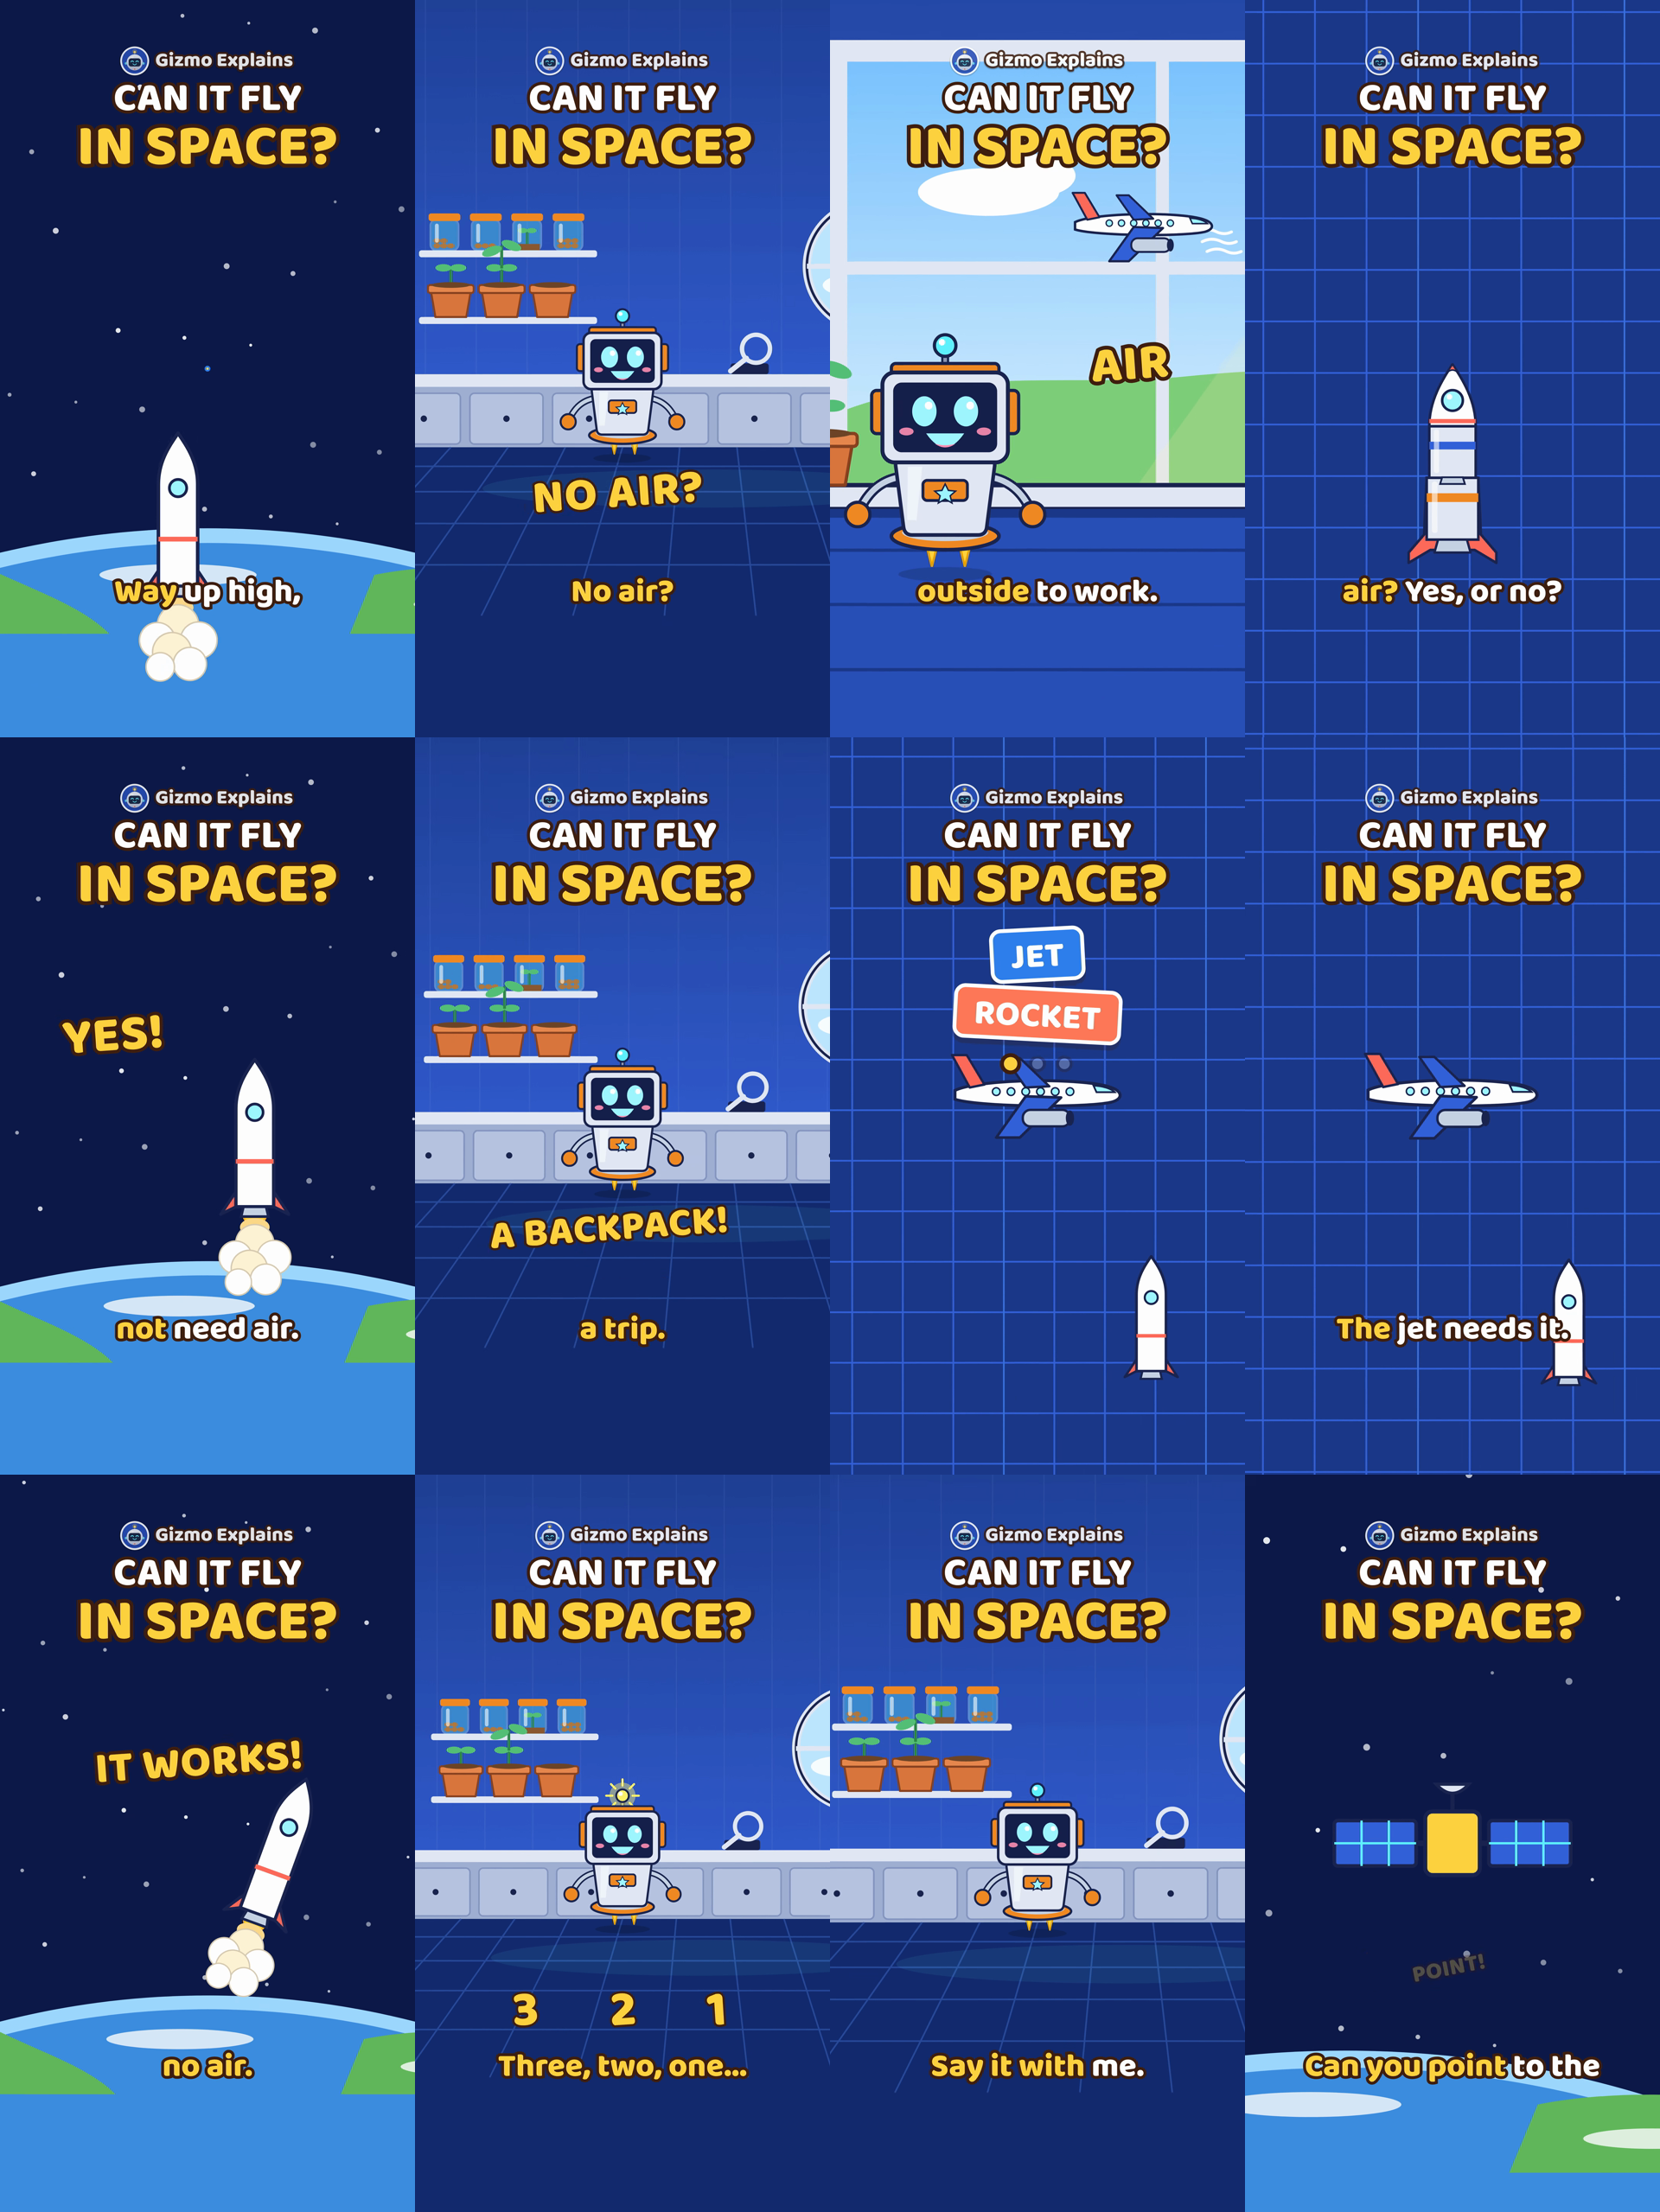 Gizmo Explains
CAN IT FLY
IN SPACE?
Way up high,
Gizmo Explains
CAN IT FLY
IN SPACE?
NO AIR?
No air?
Gizmo Explains
CAN IT FLY
IN SPACE?
AIR
outside to work.
Gizmo Explains
CAN IT FLY
IN SPACE?
air? Yes, or no?
Gizmo Explains
CAN IT FLY
IN SPACE?
YES!
not need air.
Gizmo Explains
CAN IT FLY
IN SPACE?
A BACKPACK!
a trip.
Gizmo Explains
CAN IT FLY
IN SPACE?
JET
ROCKET
Gizmo Explains
CAN IT FLY
IN SPACE?
The jet needs it.
Gizmo Explains
CAN IT FLY
IN SPACE?
IT WORKS!
no air.
Gizmo Explains
CAN IT FLY
IN SPACE?
3 2 1
Three, two, one...
Gizmo Explains
CAN IT FLY
IN SPACE?
Say it with me.
Gizmo Explains
CAN IT FLY
IN SPACE?
POINT!
Can you point to the